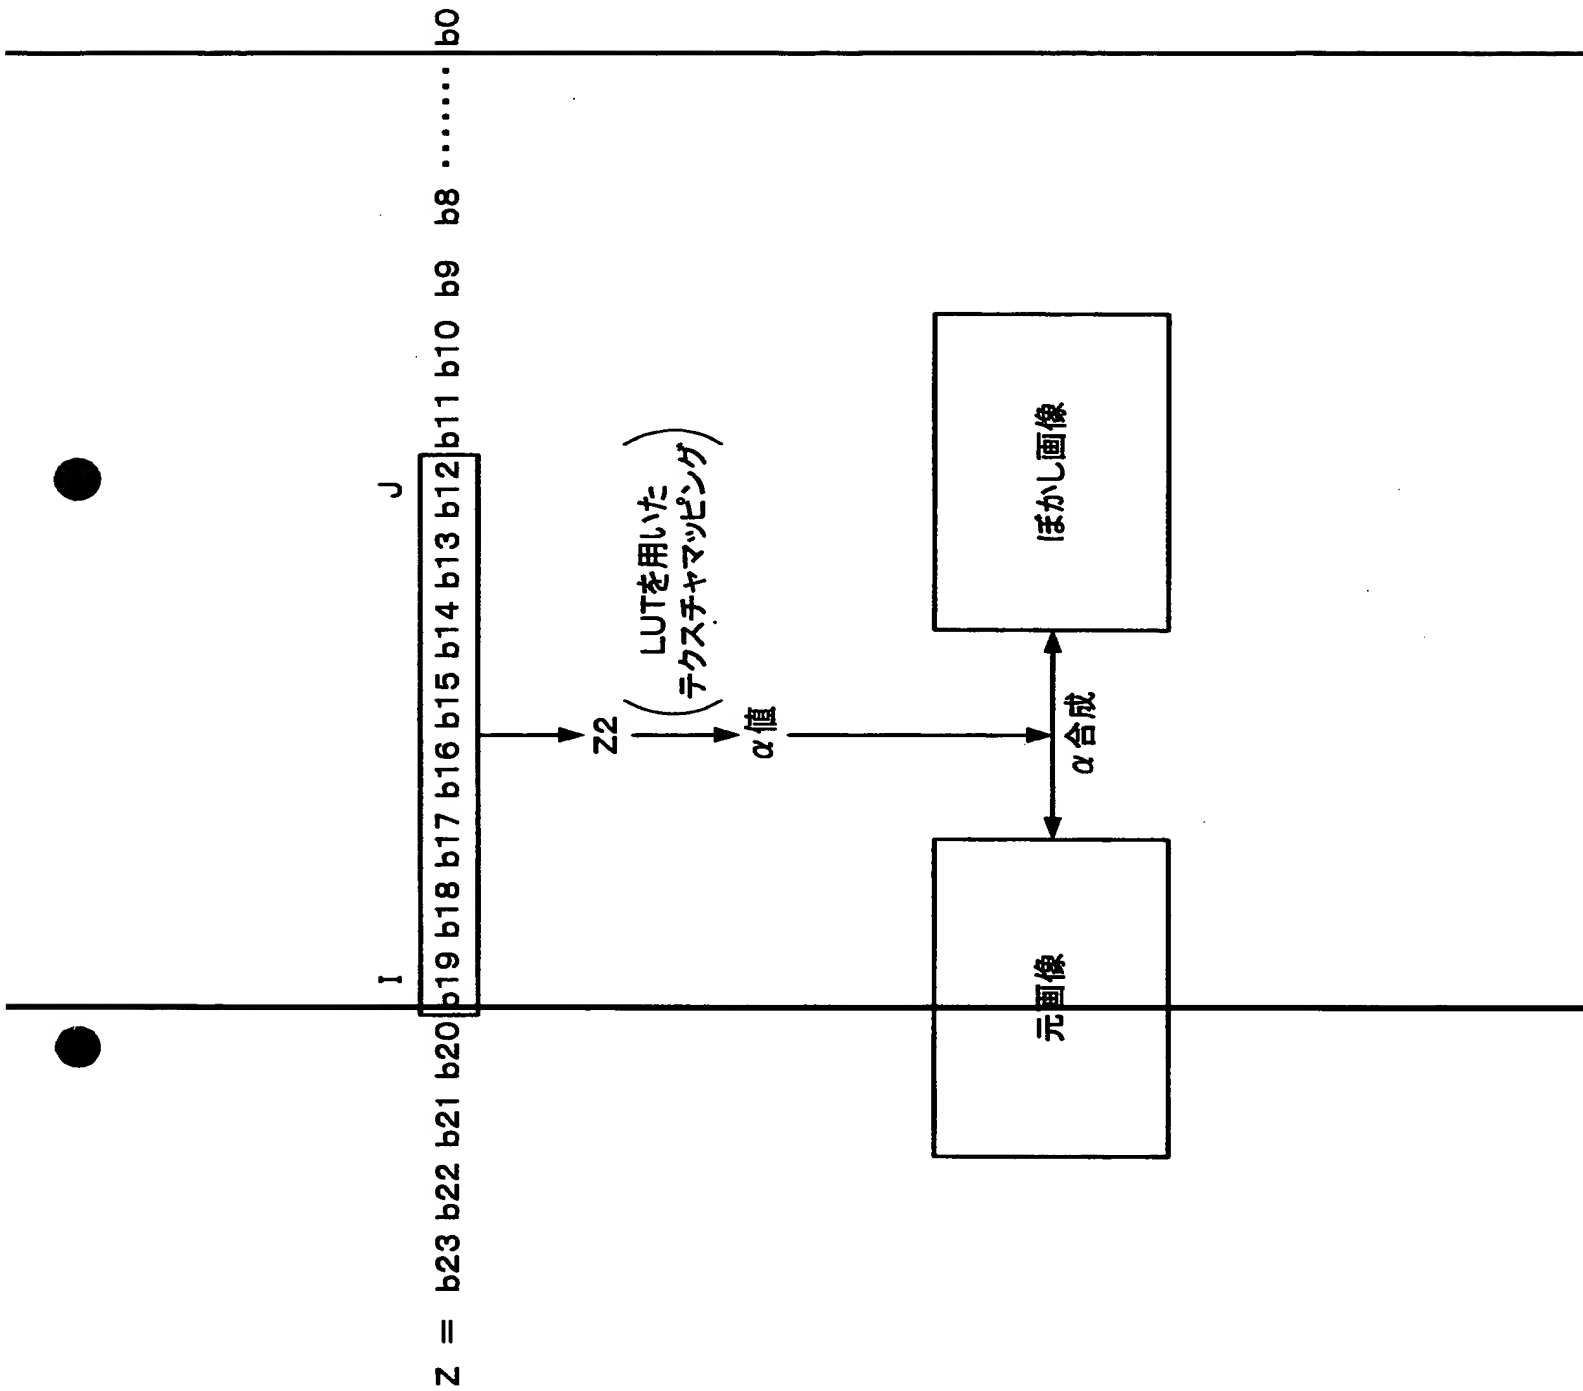 I J
Z = b23 b22 b21 b20 b19 b18 b17 b16 b15 b14 b13 b12 b11 b10 b9 b8 ....... b0
Z2
LUTを用いた
テクスチャマッピング
α値
元画像
α合成
ぼかし画像